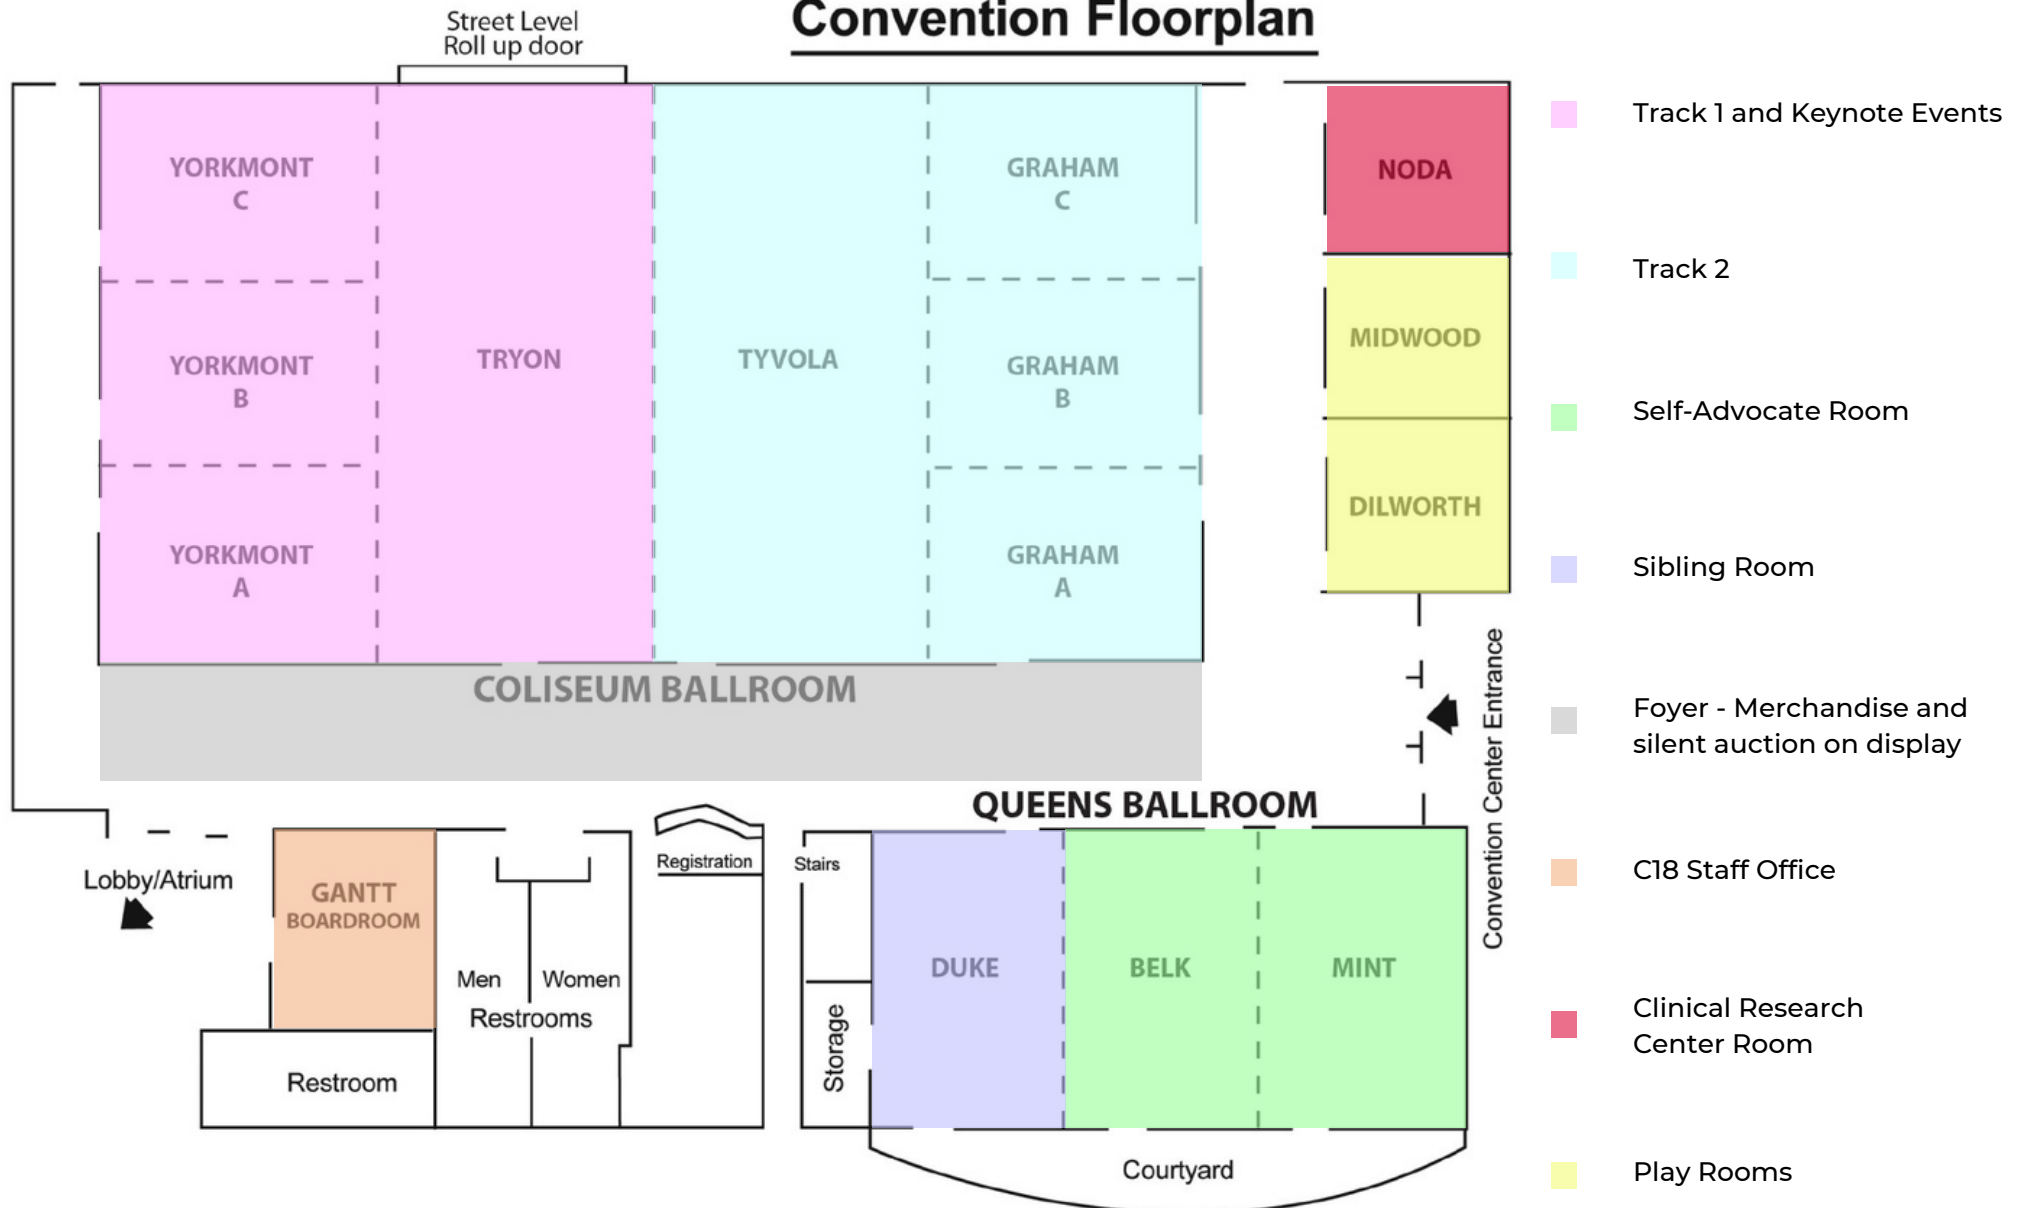 Convention Floorplan
Street Level
Roll up door
YORKMONT
C
YORKMONT
B
YORKMONT
A
TRYON
TYVOLA
GRAHAM
C
GRAHAM
B
GRAHAM
A
NODA
MIDWOOD
DILWORTH
COLISEUM BALLROOM
QUEENS BALLROOM
Convention Center Entrance
Lobby/Atrium
GANTT
BOARDROOM
Men
Women
Restrooms
Restroom
Registration
Stairs
Storage
DUKE
BELK
MINT
Courtyard
Track 1 and Keynote Events
Track 2
Self-Advocate Room
Sibling Room
Foyer - Merchandise and
silent auction on display
C18 Staff Office
Clinical Research
Center Room
Play Rooms